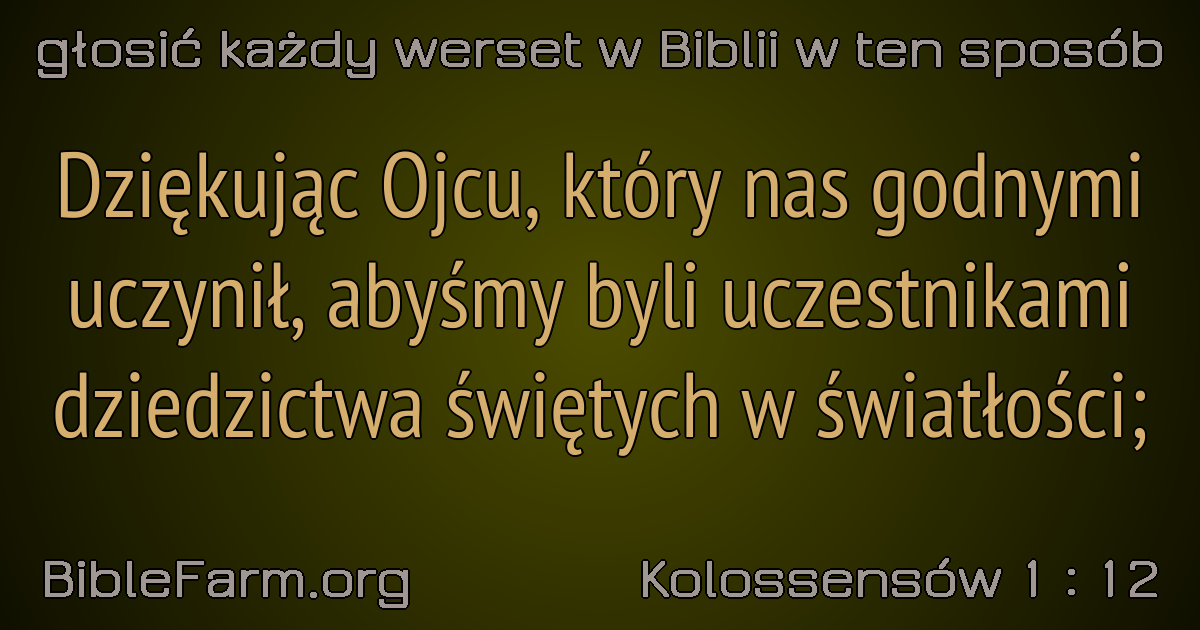 głosić każdy werset w Biblii w ten sposób
Dziękując Ojcu, który nas godnymi
uczynił, abyśmy byli uczestnikami
dziedzictwa świętych w światłości;
BibleFarm.org
Kolossensów 1 : 12